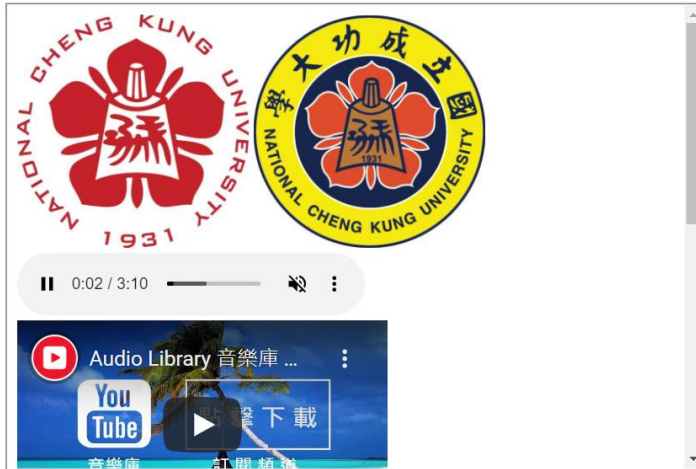 NATIONAL CHENG KUNG UNIVERSITY
1931
學大功成立國
NATIONAL CHENG KUNG UNIVERSITY
1931
0:02 / 3:10
Audio Library 音樂庫 ...
You
Tube
點擊下載
音樂庫
訂閱頻道